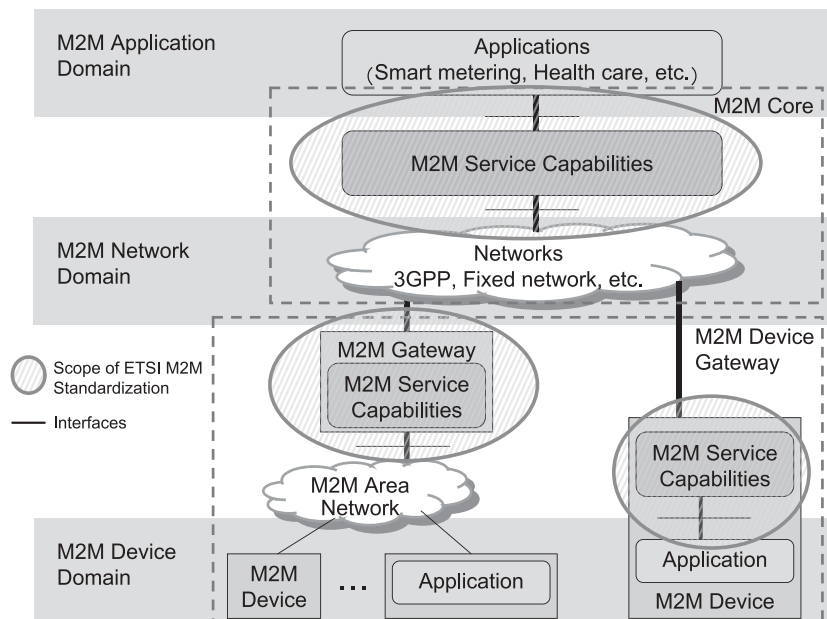 M2M Application
Domain
Applications
(Smart metering, Health care, etc.)
M2M Core
M2M Service Capabilities
M2M Network
Domain
Networks
3GPP, Fixed network, etc.
M2M Gateway
M2M Service
Capabilities
M2M Device
Gateway
Scope of ETSI M2M
Standardization
Interfaces
M2M Service
Capabilities
M2M Area
Network
M2M Device
Domain
M2M
Device
...
Application
Application
M2M Device